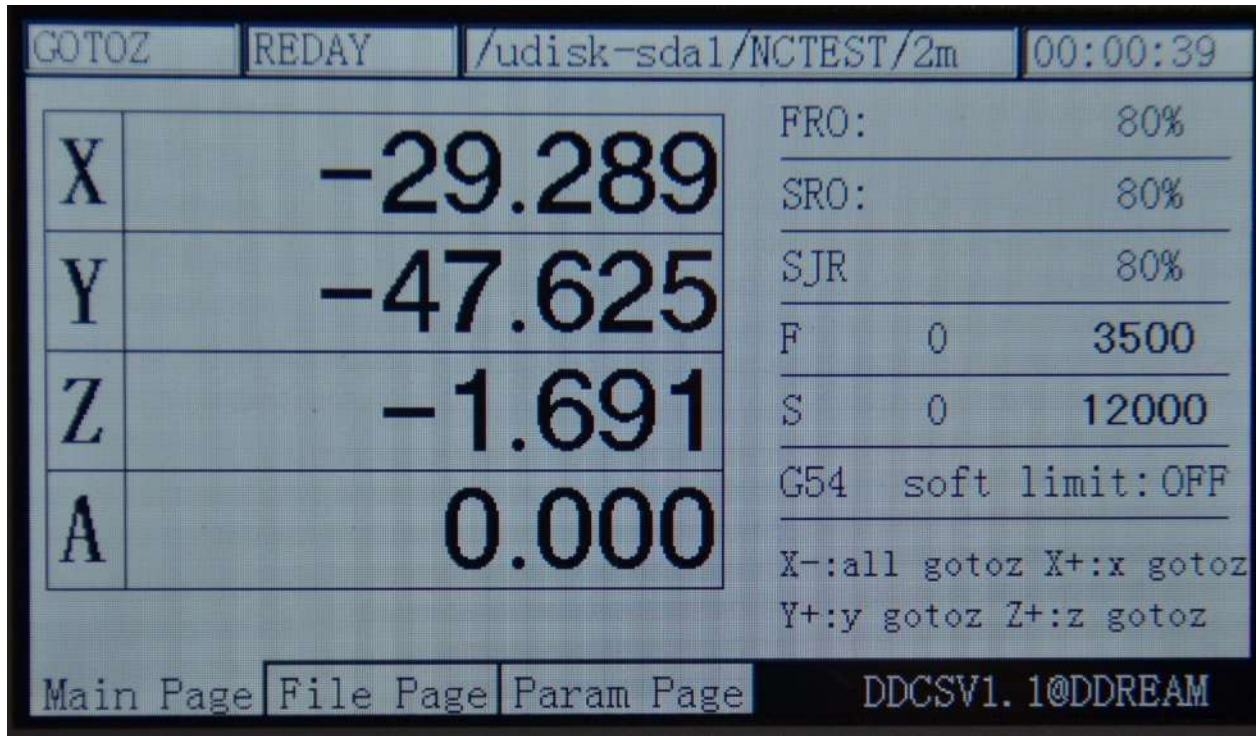 GOTOZ REDAY /udisk-sda1/NCTEST/2m 00:00:39
X -29.289
Y -47.625
Z -1.691
A 0.000
FRO: 80%
SRO: 80%
SJR 80%
F 0 3500
S 0 12000
G54 soft limit:OFF
X-:all gotoz X+:x gotoz
Y+:y gotoz Z+:z gotoz
Main Page File Page Param Page DDCSV1.1@DDREAM